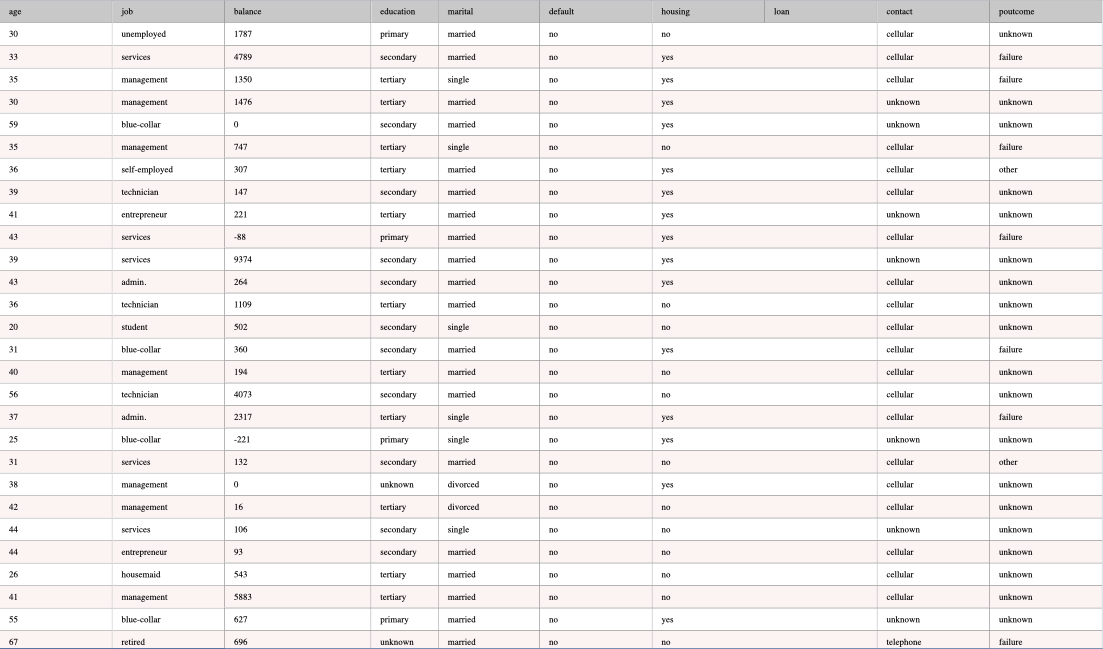 age job balance education marital default housing loan contact poutcome
30 unemployed 1787 primary married no no cellular unknown
33 services 4789 secondary married no yes cellular failure
35 management 1350 tertiary single no yes cellular failure
30 management 1476 tertiary married no yes unknown unknown
59 blue-collar 0 secondary married no yes unknown unknown
35 management 747 tertiary single no no cellular failure
36 self-employed 307 tertiary married no yes cellular other
39 technician 147 secondary married no yes cellular unknown
41 entrepreneur 221 tertiary married no yes unknown unknown
43 services -88 primary married no yes cellular failure
39 services 9374 secondary married no yes unknown unknown
43 admin. 264 secondary married no yes cellular unknown
36 technician 1109 tertiary married no no cellular unknown
20 student 502 secondary single no no cellular unknown
31 blue-collar 360 secondary married no yes cellular failure
40 management 194 tertiary married no no cellular unknown
56 technician 4073 secondary married no no cellular unknown
37 admin. 2317 tertiary single no yes cellular failure
25 blue-collar -221 primary single no yes unknown unknown
31 services 132 secondary married no no cellular other
38 management 0 unknown divorced no yes cellular unknown
42 management 16 tertiary divorced no no cellular unknown
44 services 106 secondary single no no unknown unknown
44 entrepreneur 93 secondary married no no cellular unknown
26 housemaid 543 tertiary married no no cellular unknown
41 management 5883 tertiary married no no cellular unknown
55 blue-collar 627 primary married no yes unknown unknown
67 retired 696 unknown married no no telephone failure